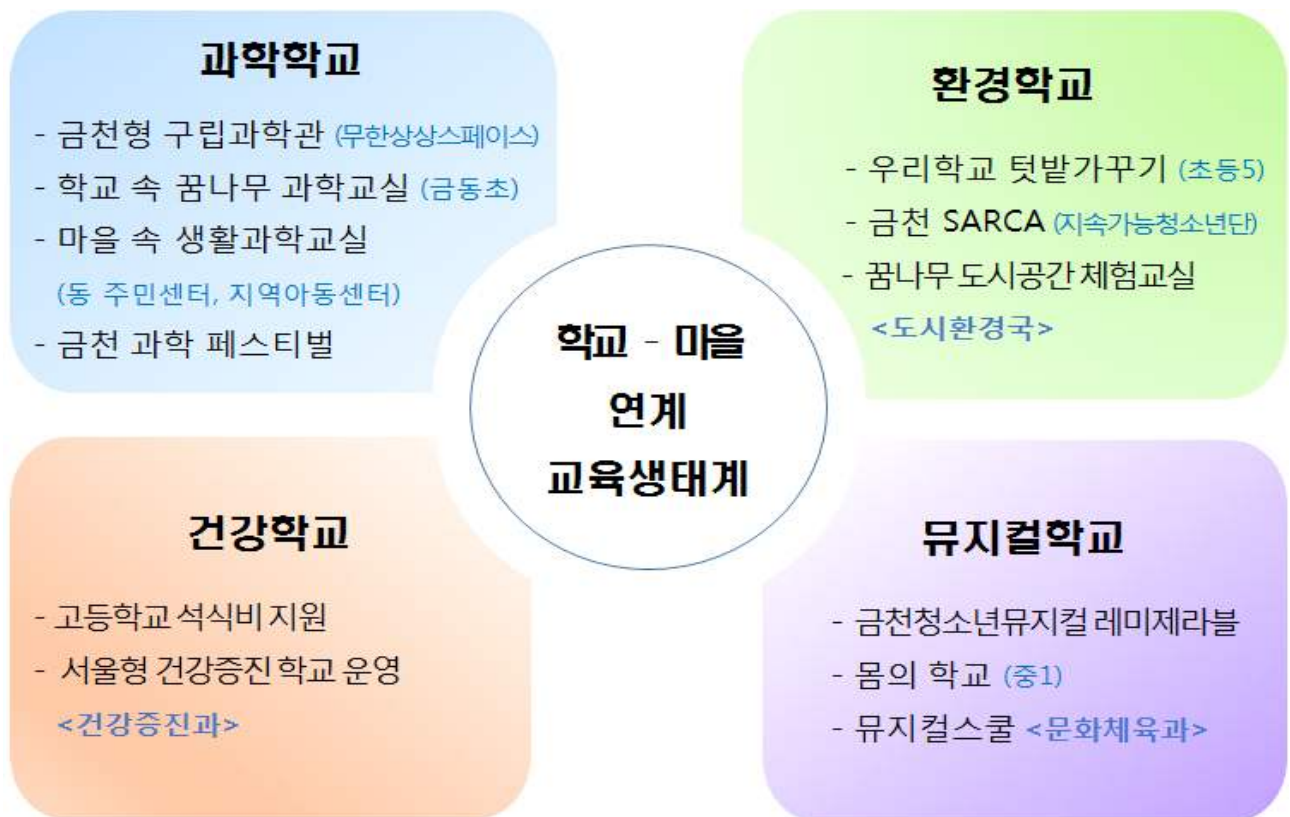 과학학교
- 금천형 구립과학관 (무한상상스페이스)
- 학교 속 꿈나무 과학교실 (금동초)
- 마을 속 생활과학교실
(동 주민센터, 지역아동센터)
- 금천 과학 페스티벌
환경학교
- 우리학교 텃밭가꾸기 (초등5)
- 금천 SARCA (지속가능청소년단)
- 꿈나무 도시공간 체험교실
<도시환경국>
학교 - 마을
연계
교육생태계
건강학교
- 고등학교 석식비 지원
- 서울형 건강증진 학교 운영
<건강증진과>
뮤지컬학교
- 금천청소년뮤지컬 레미제라블
- 몸의 학교 (중1)
- 뮤지컬스쿨 <문화체육과>